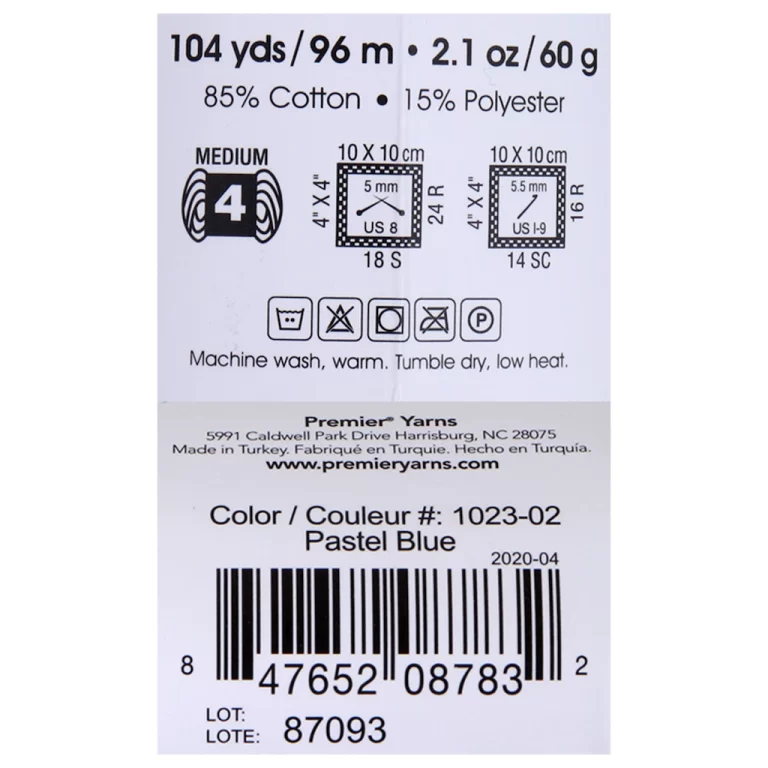 104 yds/96 m • 2.1 oz/60 g
85% Cotton • 15% Polyester
MEDIUM
4
10 X 10 cm
4" X 4"
5 mm
US 8
24 R
18 S
10 X 10 cm
4" X 4"
5.5 mm
US I-9
16 R
14 SC
P
Machine wash, warm. Tumble dry, low heat.
Premier® Yarns
5991 Caldwell Park Drive Harrisburg, NC 28075
Made in Turkey. Fabriqué en Turquie. Hecho en Turquía.
www.premieryarns.com
Color / Couleur #: 1023-02
Pastel Blue
2020-04
8 47652 08783 2
LOT:
LOTE: 87093